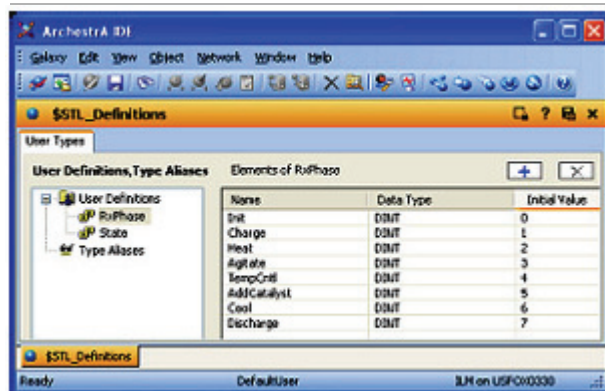 ArchestrA IDE
Galaxy Edit View Object Network Window Help
$STL_Definitions
User Types
User Definitions,Type Aliases
Elements of RxPhase
User Definitions
RxPhase
State
Type Aliases
Name Data Type Initial Value
Init DINT 0
Charge DINT 1
Heat DINT 2
Agitate DINT 3
TempCntl DINT 4
AddCatalyst DINT 5
Cool DINT 6
Discharge DINT 7
$STL_Definitions
Ready DefaultUser ILM on USFOX0330